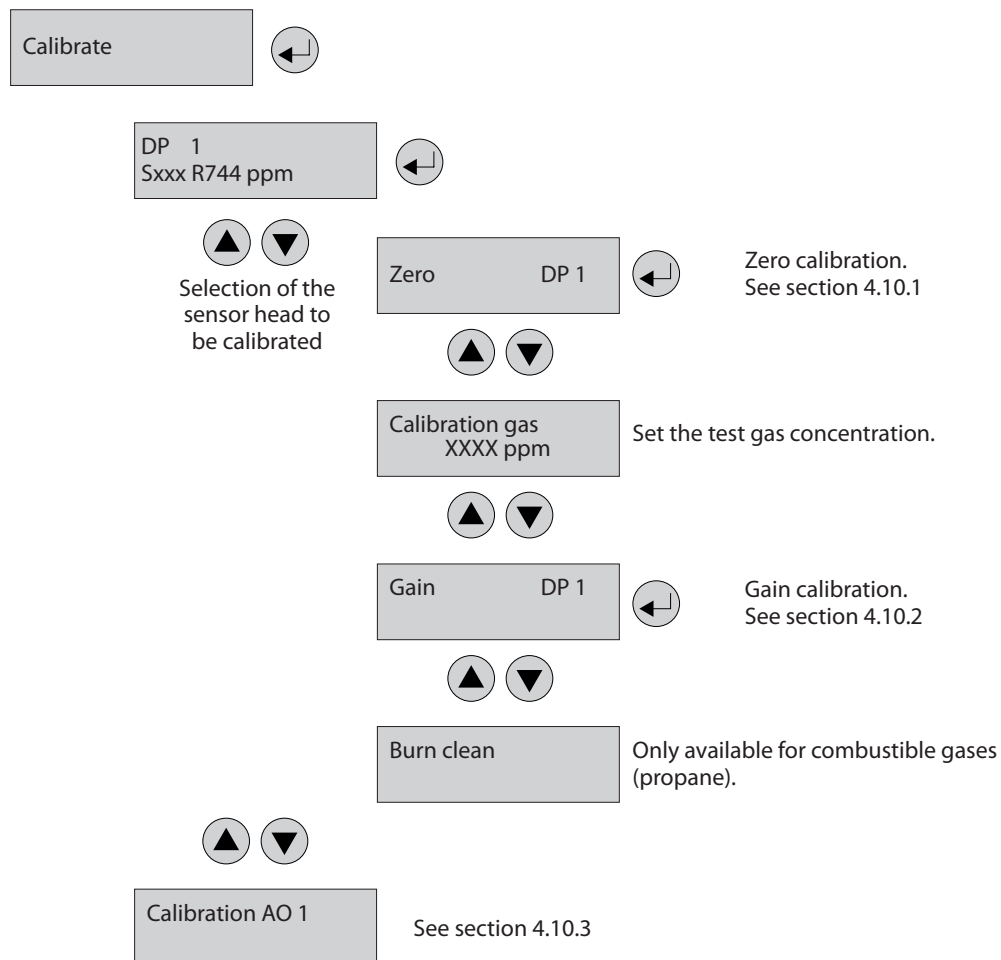 Calibrate
DP 1
Sxxx R744 ppm
Selection of the
sensor head to
be calibrated
Zero DP 1
Zero calibration.
See section 4.10.1
Calibration gas
XXXX ppm
Set the test gas concentration.
Gain DP 1
Gain calibration.
See section 4.10.2
Burn clean
Only available for combustible gases
(propane).
Calibration AO 1
See section 4.10.3